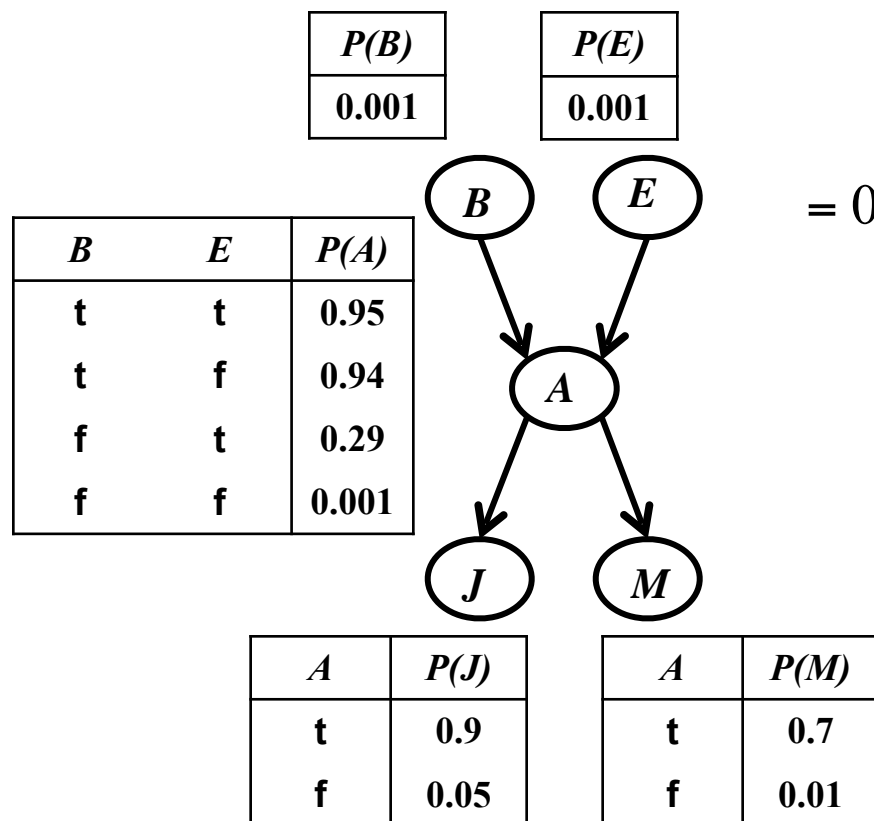 P(B) P(E)
0.001 0.001
B E = 0
B E P(A)
t t 0.95
t f 0.94
f t 0.29
f f 0.001
A
J M
A P(J) A P(M)
t 0.9 t 0.7
f 0.05 f 0.01